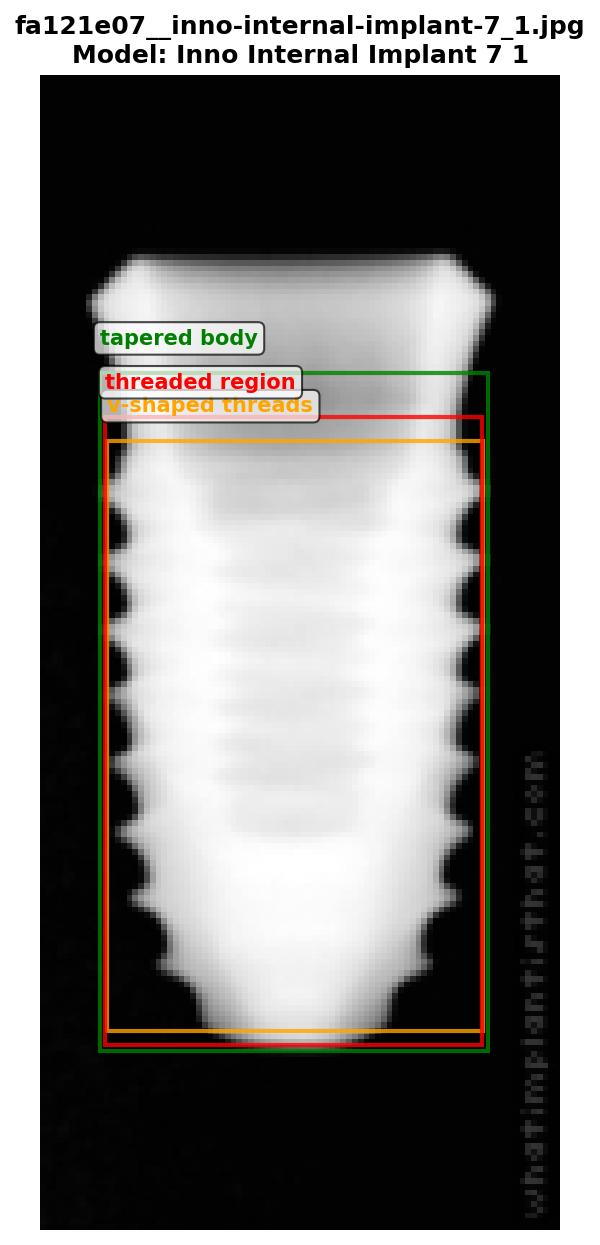 fa121e07__inno-internal-implant-7_1.jpg
Model: Inno Internal Implant 7 1
tapered body
threaded region
v-shaped threads
whatimplantisthat.com